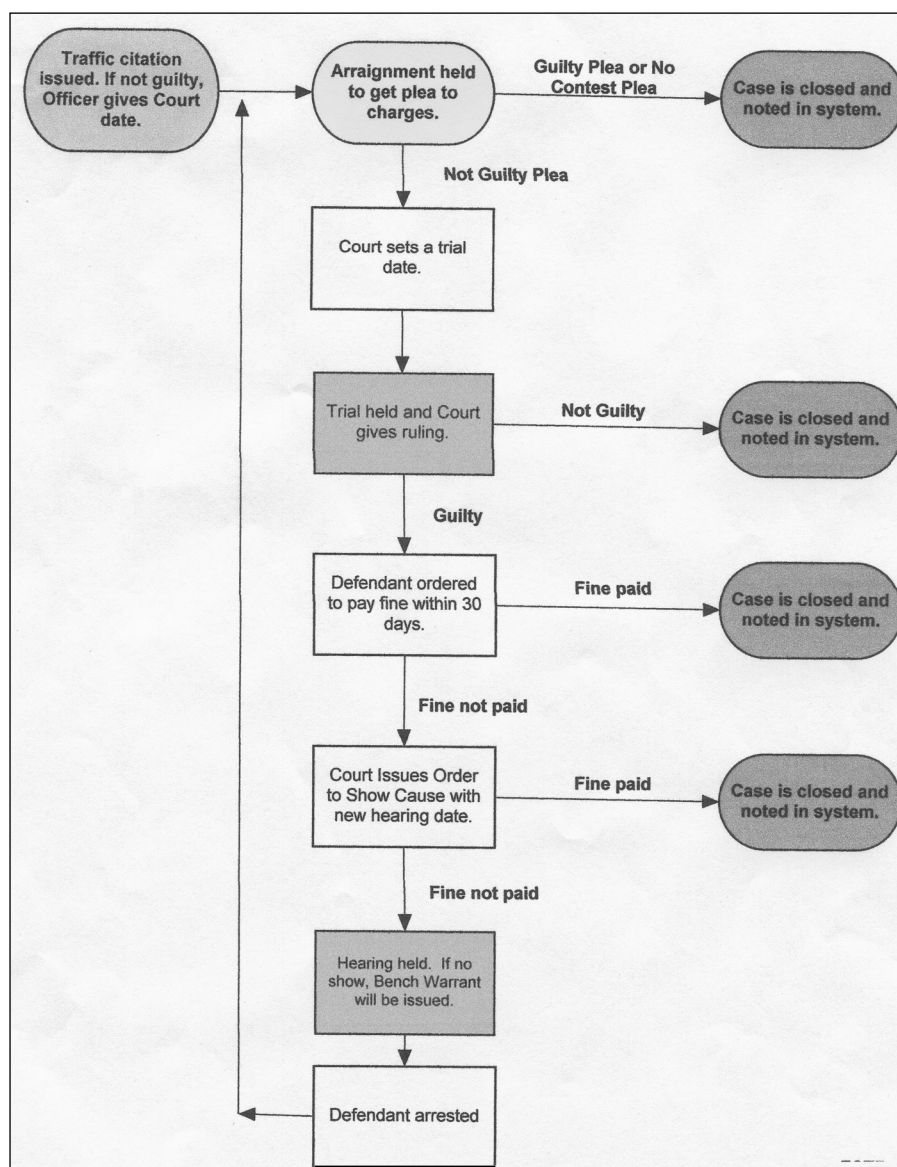 Traffic citation
issued. If not guilty,
Officer gives Court
date.
Arraignment held
to get plea to
charges.
Guilty Plea or No
Contest Plea
Case is closed and
noted in system.
Not Guilty Plea
Court sets a trial
date.
Trial held and Court
gives ruling.
Not Guilty
Case is closed and
noted in system.
Guilty
Defendant ordered
to pay fine within 30
days.
Fine paid
Case is closed and
noted in system.
Fine not paid
Court Issues Order
to Show Cause with
new hearing date.
Fine paid
Case is closed and
noted in system.
Fine not paid
Hearing held. If no
show, Bench Warrant
will be issued.
Defendant arrested